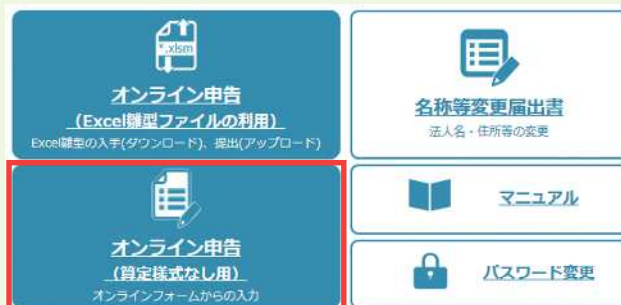 .xlsm
オンライン申告
(Excel雛型ファイルの利用)
Excel雛型の入手(ダウンロード)、提出(アップロード)
名称等変更届出書
法人名・住所等の変更
オンライン申告
(算定様式なし用)
オンラインフォームからの入力
マニュアル
パスワード変更